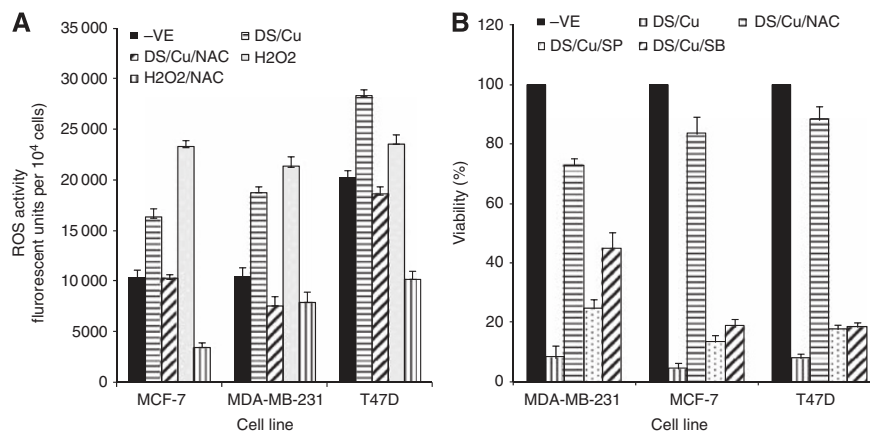 A
–VE
DS/Cu
DS/Cu/NAC
H2O2
H2O2/NAC
35 000
30 000
25 000
20 000
15 000
10 000
5000
0
ROS activity
(flurorescent units per 10⁴ cells)
MCF-7
MDA-MB-231
T47D
Cell line
B
–VE
DS/Cu
DS/Cu/NAC
DS/Cu/SP
DS/Cu/SB
120
100
80
60
40
20
0
Viability (%)
MDA-MB-231
MCF-7
T47D
Cell line